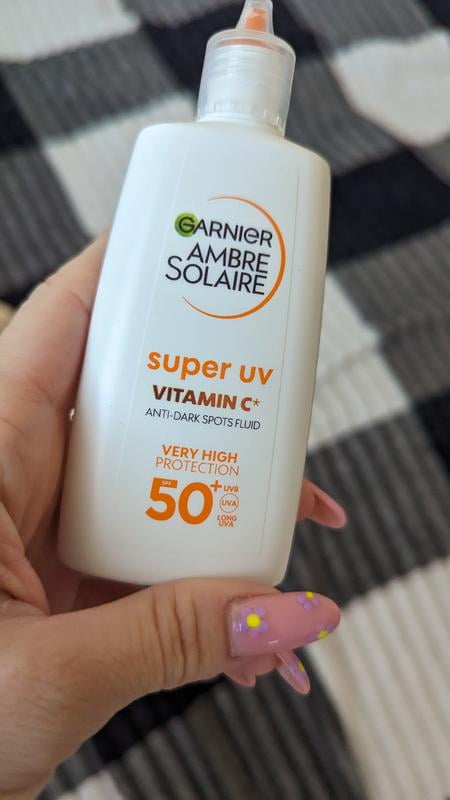 GARNIER
AMBRE
SOLAIRE
super uv
VITAMIN C*
ANTI-DARK SPOTS FLUID
VERY HIGH
PROTECTION
SPF 50+ UVB
UVA
LONG
UVA